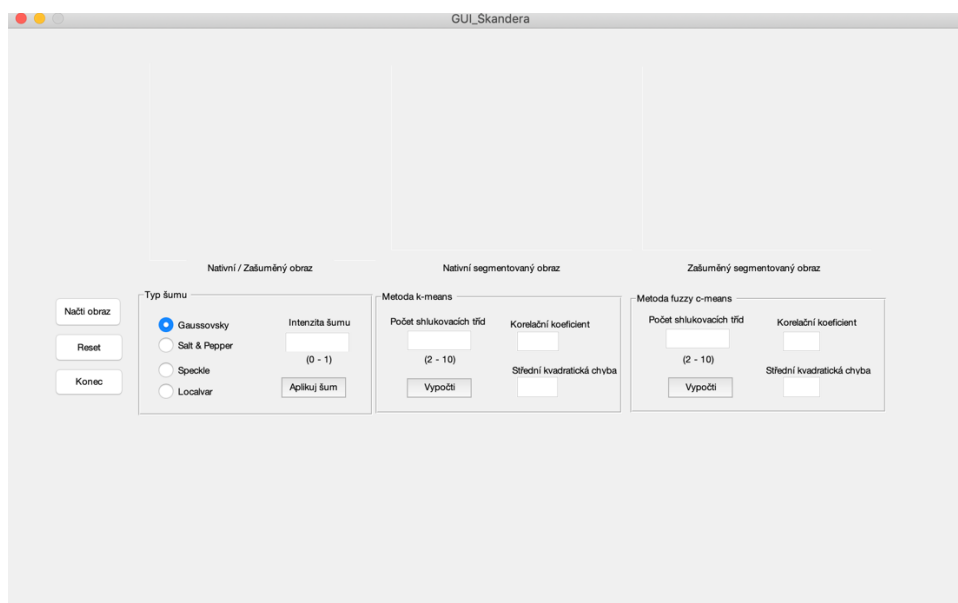 GUI_Škandera
Nativní / Zašuměný obraz
Nativní segmentovaný obraz
Zašuměný segmentovaný obraz
Načti obraz
Reset
Konec
Typ šumu
Gaussovsky
Salt & Pepper
Speckle
Localvar
Intenzita šumu
(0 - 1)
Aplikuj šum
Metoda k-means
Počet shlukovacích tříd
(2 - 10)
Vypočti
Korelační koeficient
Střední kvadratická chyba
Metoda fuzzy c-means
Počet shlukovacích tříd
(2 - 10)
Vypočti
Korelační koeficient
Střední kvadratická chyba